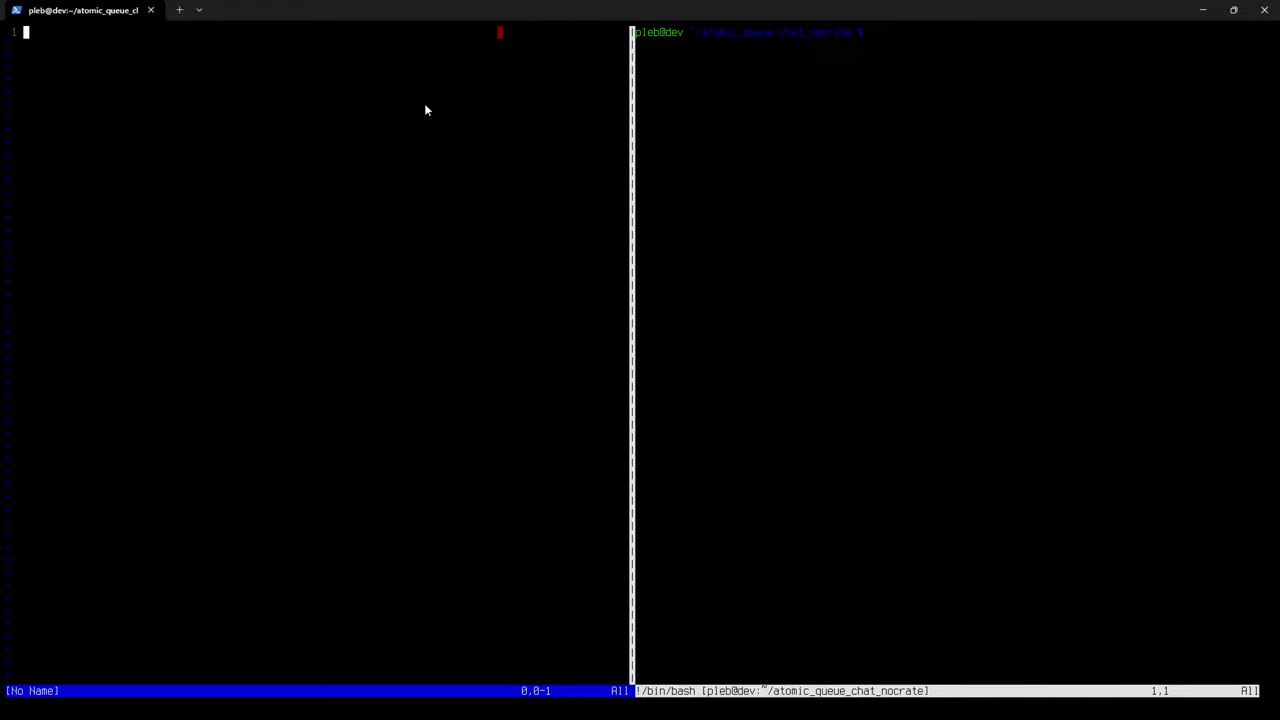 pleb@dev:~/atomic_queue_cl
1
pleb@dev ~/atomic_queue_chat_nocrate $
[No Name] 0,0-1 All
!/bin/bash [pleb@dev:~/atomic_queue_chat_nocrate] 1,1 All